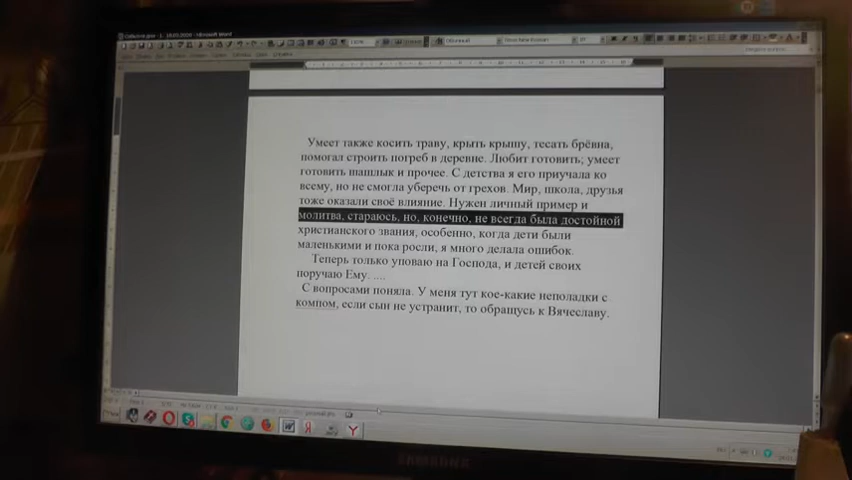 Microsoft Word
Умеет также косить траву, крыть крышу, тесать брёвна,
помогал строить погреб в деревне. Любит готовить; умеет
готовить шашлык и прочее. С детства я его приучала ко
всему, но не смогла уберечь от грехов. Мир, школа, друзья
тоже оказали своё влияние. Нужен личный пример и
молитва, стараюсь, но, конечно, не всегда была достойной
христианского звания, особенно, когда дети были
маленькими и пока росли, я много делала ошибок.
Теперь только уповаю на Господа, и детей своих
поручаю Ему. ....
С вопросами поняла. У меня тут кое-какие неполадки с
компом, если сын не устранит, то обращусь к Вячеславу.
SAMSUNG